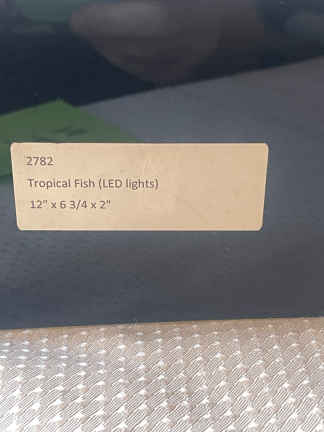 2782
Tropical Fish (LED lights)
12" x 6 3/4 x 2"